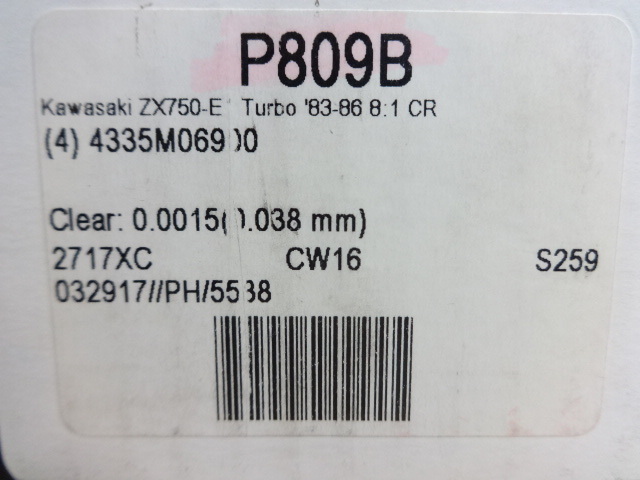 P809B
Kawasaki ZX750-E Turbo '83-86 8:1 CR
(4) 4335M06900
Clear: 0.0015(0.038 mm)
2717XC CW16 S259
032917//PH/5538